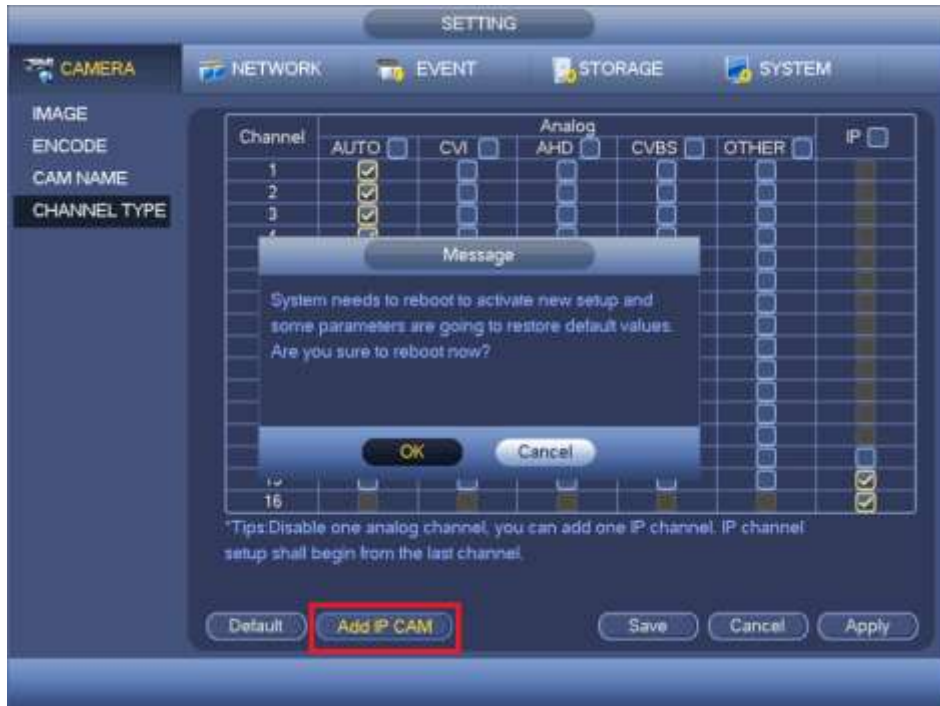 SETTING
CAMERA NETWORK EVENT STORAGE SYSTEM
IMAGE
ENCODE
CAM NAME
CHANNEL TYPE
Channel Analog IP
AUTO CVI AHD CVBS OTHER
1
2
3
Message
System needs to reboot to activate new setup and
some parameters are going to restore default values.
Are you sure to reboot now?
OK Cancel
16
*Tips:Disable one analog channel, you can add one IP channel. IP channel
setup shall begin from the last channel.
Default Add IP CAM Save Cancel Apply